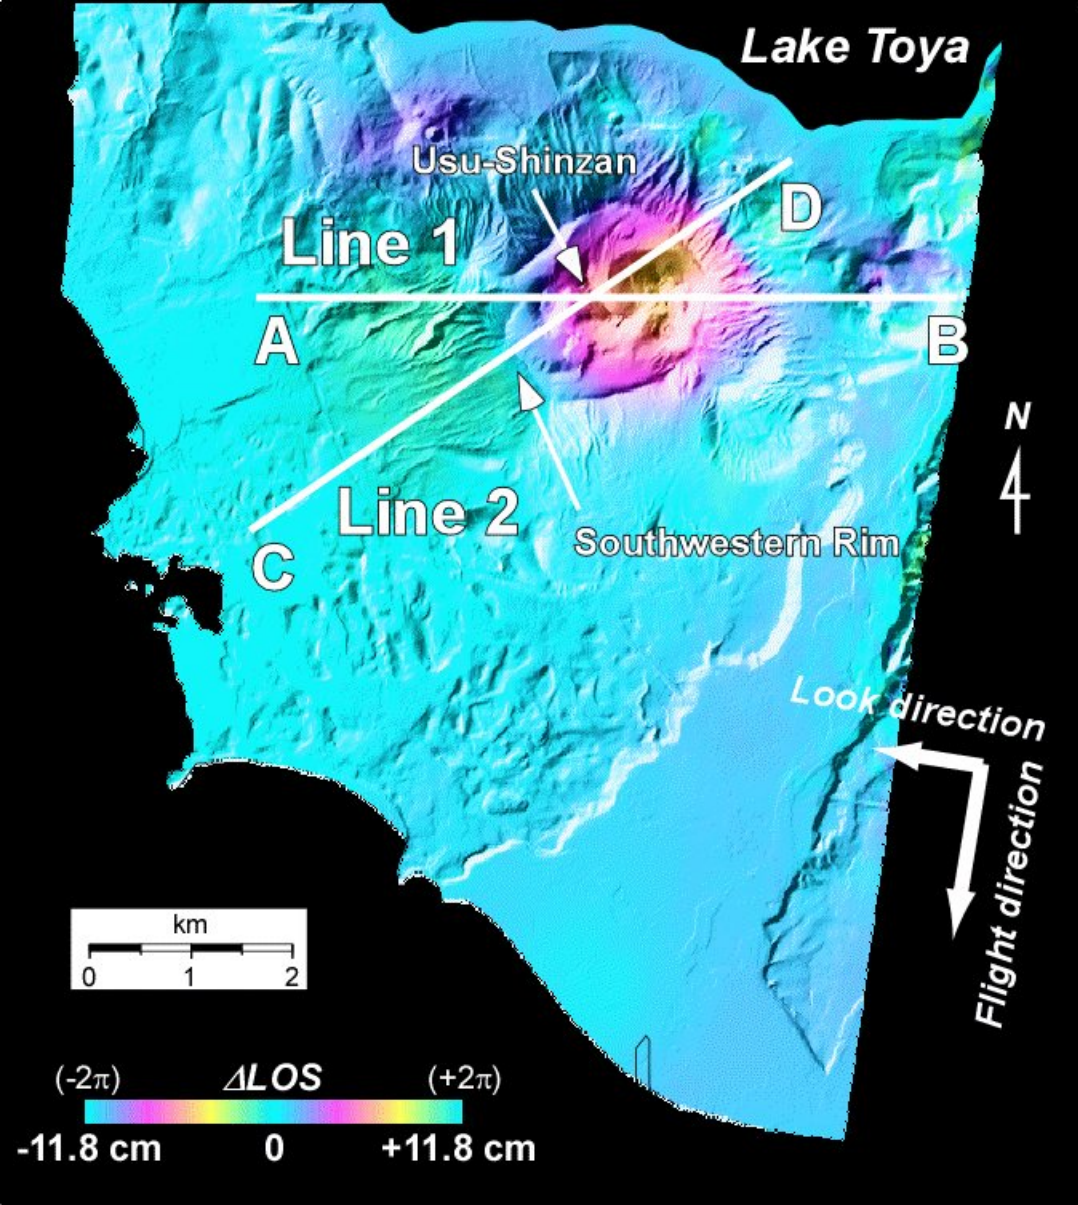 Lake Toya
Usu-Shinzan
D
Line 1
A
B
N
Line 2
Southwestern Rim
C
Look direction
Flight direction
km
0 1 2
(-2π) ΔLOS (+2π)
-11.8 cm 0 +11.8 cm